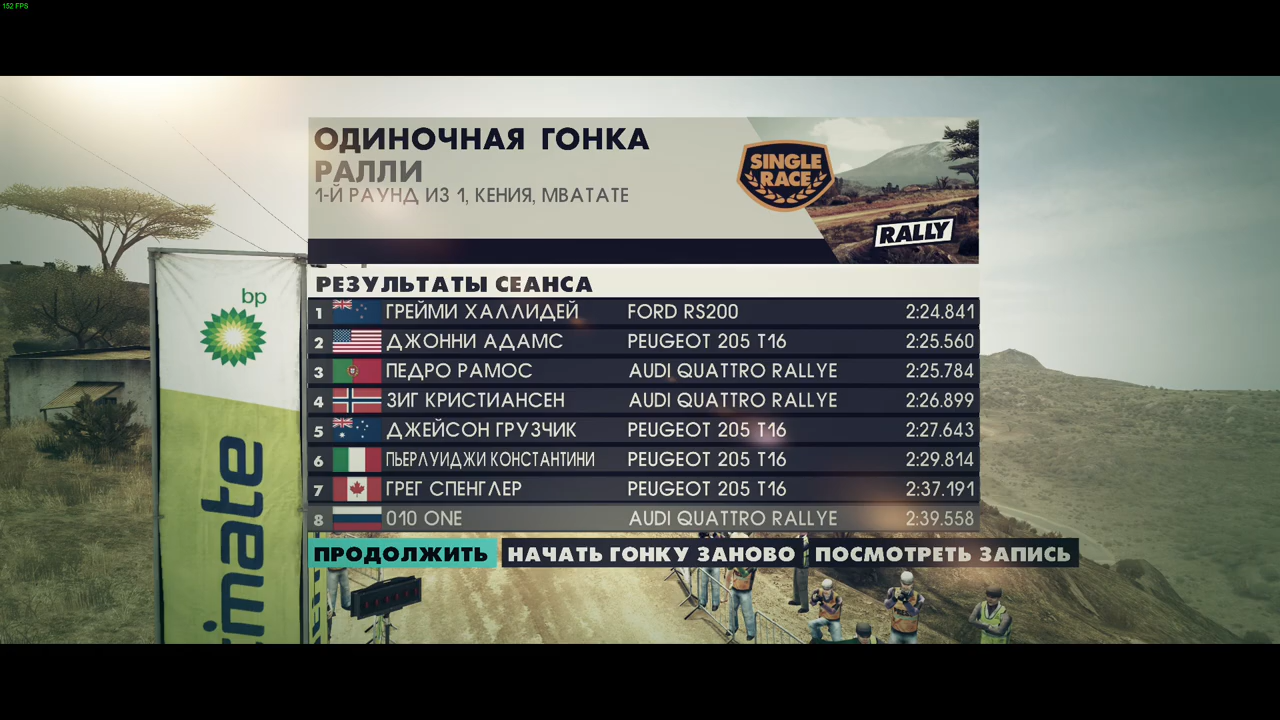 152 FPS
ОДИНОЧНАЯ ГОНКА
РАЛЛИ
1-Й РАУНД ИЗ 1, КЕНИЯ, МВАТАТЕ
SINGLE
RACE
RALLY
РЕЗУЛЬТАТЫ СЕАНСА
1 ГРЕЙМИ ХАЛЛИДЕЙ FORD RS200 2:24.841
2 ДЖОННИ АДАМС PEUGEOT 205 T16 2:25.560
3 ПЕДРО РАМОС AUDI QUATTRO RALLYE 2:25.784
4 ЗИГ КРИСТИАНСЕН AUDI QUATTRO RALLYE 2:26.899
5 ДЖЕЙСОН ГРУЗЧИК PEUGEOT 205 T16 2:27.643
6 ПЬЕРЛУИДЖИ КОНСТАНТИНИ PEUGEOT 205 T16 2:29.814
7 ГРЕГ СПЕНГЛЕР PEUGEOT 205 T16 2:37.191
8 010 ONE AUDI QUATTRO RALLYE 2:39.558
ПРОДОЛЖИТЬ НАЧАТЬ ГОНКУ ЗАНОВО ПОСМОТРЕТЬ ЗАПИСЬ
bp